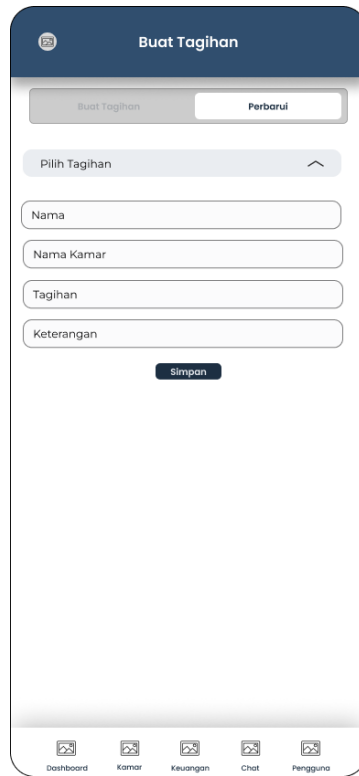 Buat Tagihan
Buat Tagihan Perbarui
Pilih Tagihan
Nama
Nama Kamar
Tagihan
Keterangan
Simpan
Dashboard Kamar Keuangan Chat Pengguna